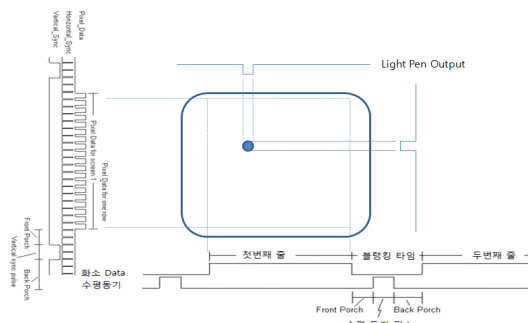 Pixel_Data
Horizontal_Sync
Vertical_Sync
Light Pen Output
Pixel Data for screen 1
Pixel Data for one row
Front Porch
Vertical sync pulse
Back Porch
첫번째 줄
블랭킹 타임
두번째 줄
화소 Data
수평동기
Front Porch
Back Porch